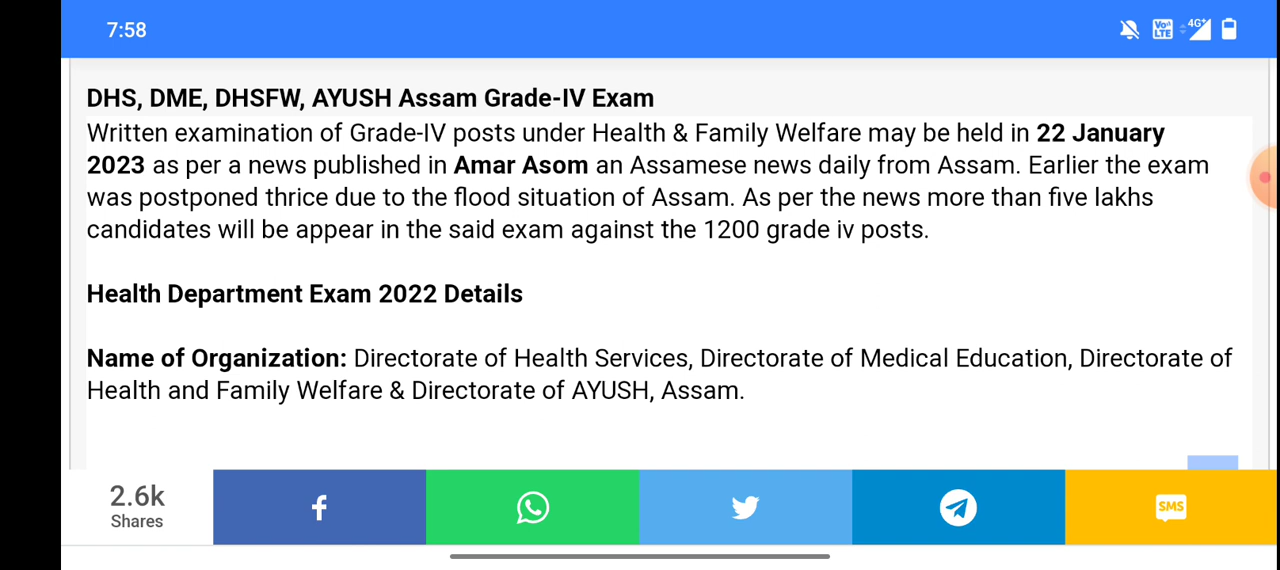 7:58
Vo LTE 4G+
DHS, DME, DHSFW, AYUSH Assam Grade-IV Exam
Written examination of Grade-IV posts under Health & Family Welfare may be held in 22 January
2023 as per a news published in Amar Asom an Assamese news daily from Assam. Earlier the exam
was postponed thrice due to the flood situation of Assam. As per the news more than five lakhs
candidates will be appear in the said exam against the 1200 grade iv posts.
Health Department Exam 2022 Details
Name of Organization: Directorate of Health Services, Directorate of Medical Education, Directorate of
Health and Family Welfare & Directorate of AYUSH, Assam.
2.6k
Shares
SMS